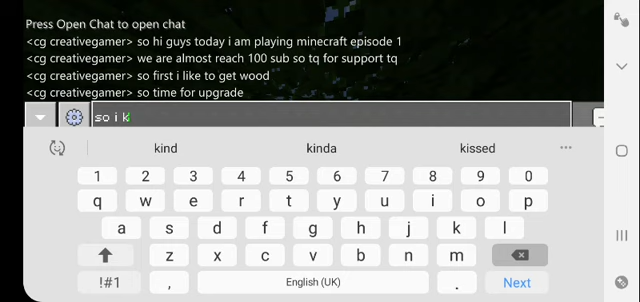 Press Open Chat to open chat
<cg creativegamer> so hi guys today i am playing minecraft episode 1
<cg creativegamer> we are almost reach 100 sub so tq for support tq
<cg creativegamer> so first i like to get wood
<cg creativegamer> so time for upgrade
so i k
kind kinda kissed
1 2 3 4 5 6 7 8 9 0
q w e r t y u i o p
a s d f g h j k l
z x c v b n m
!#1 , English (UK) . Next